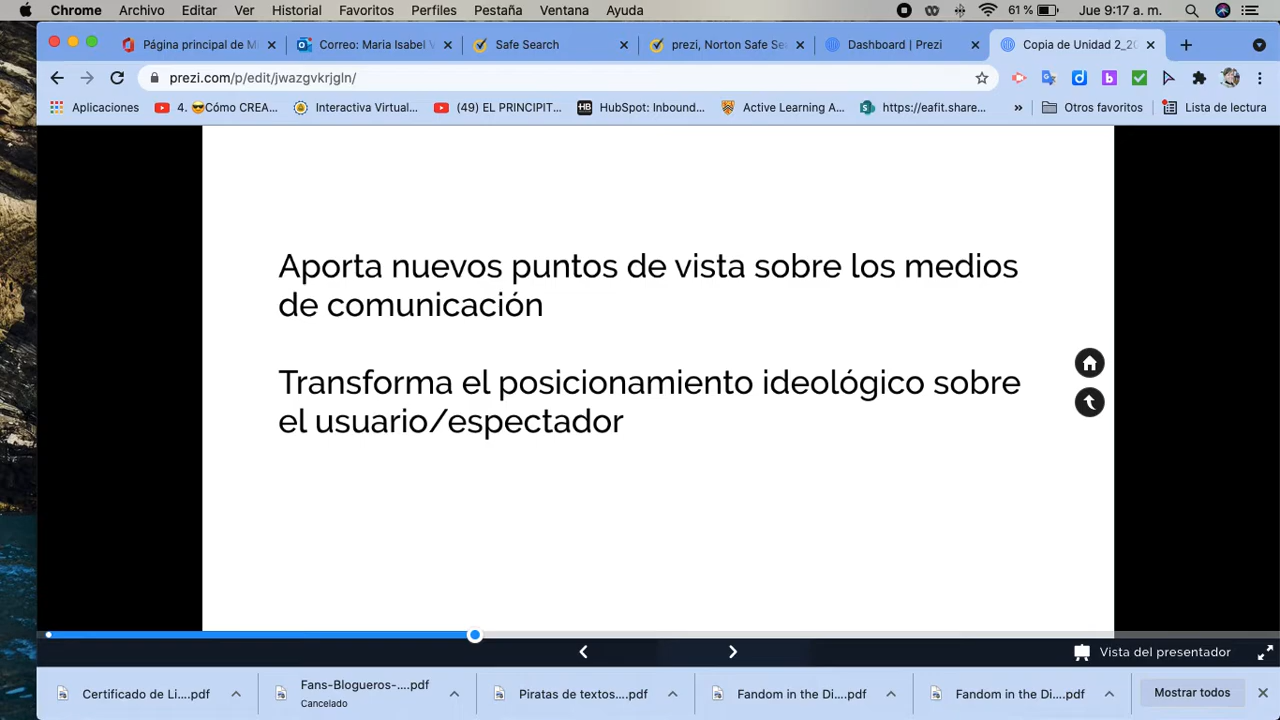 Chrome Archivo Editar Ver Historial Favoritos Perfiles Pestaña Ventana Ayuda 61 % Jue 9:17 a. m.
Página principal de M Correo: Maria Isabel V Safe Search prezi, Norton Safe Se Dashboard | Prezi Copia de Unidad 2_20
prezi.com/p/edit/jwazgvkrjgln/
Aplicaciones 4. 😎Cómo CREA... Interactiva Virtual... (49) EL PRINCIPIT... HubSpot: Inbound... Active Learning A... https://eafit.share... » Otros favoritos Lista de lectura
Aporta nuevos puntos de vista sobre los medios
de comunicación
Transforma el posicionamiento ideológico sobre
el usuario/espectador
Vista del presentador
Certificado de Li....pdf Fans-Blogueros-....pdf Piratas de textos....pdf Fandom in the Di....pdf Fandom in the Di....pdf Mostrar todos
Cancelado